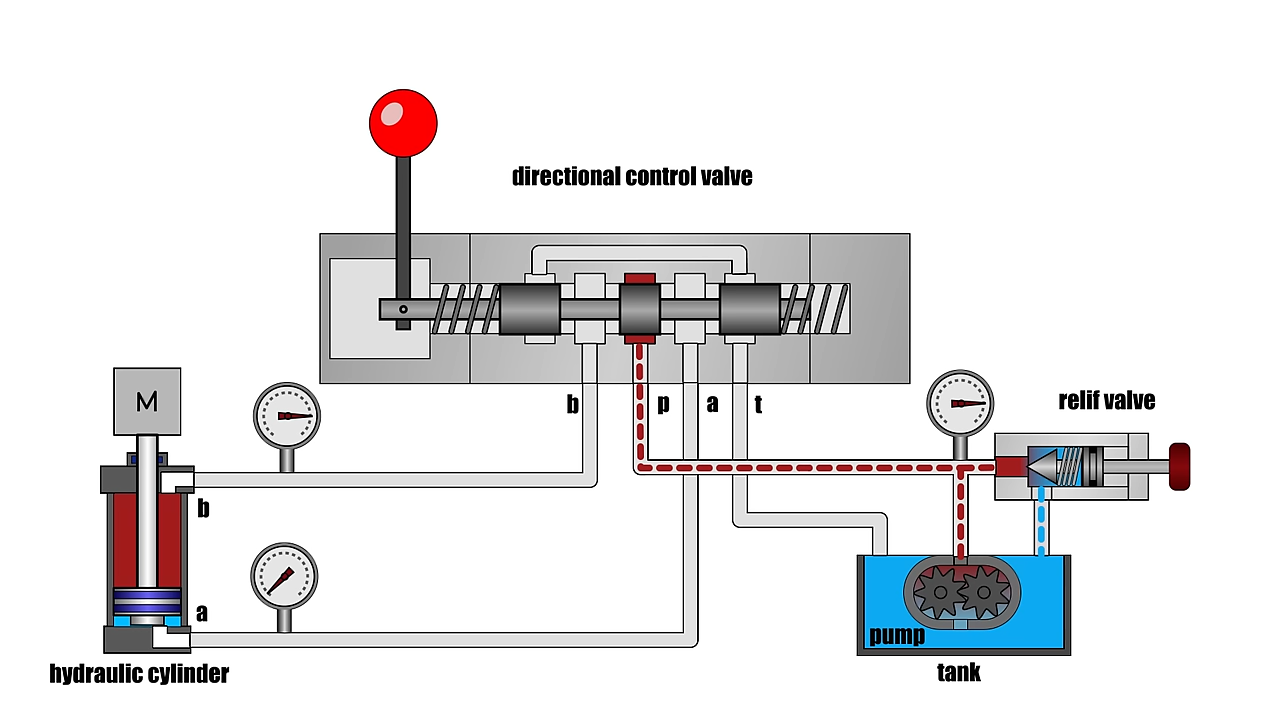 directional control valve
b
p
a
t
relif valve
M
b
a
pump
hydraulic cylinder
tank